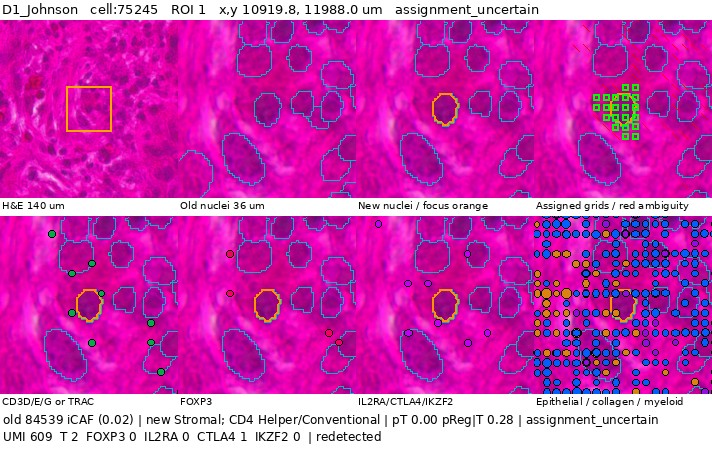 D1_Johnson   cell:75245   ROI 1   x,y 10919.8, 11988.0 um   assignment_uncertain
H&E 140 um
Old nuclei 36 um
New nuclei / focus orange
Assigned grids / red ambiguity
CD3D/E/G or TRAC
FOXP3
IL2RA/CTLA4/IKZF2
Epithelial / collagen / myeloid
old 84539 iCAF (0.02) | new Stromal; CD4 Helper/Conventional | pT 0.00 pReg|T 0.28 | assignment_uncertain
UMI 609  T 2  FOXP3 0  IL2RA 0  CTLA4 1  IKZF2 0  | redetected